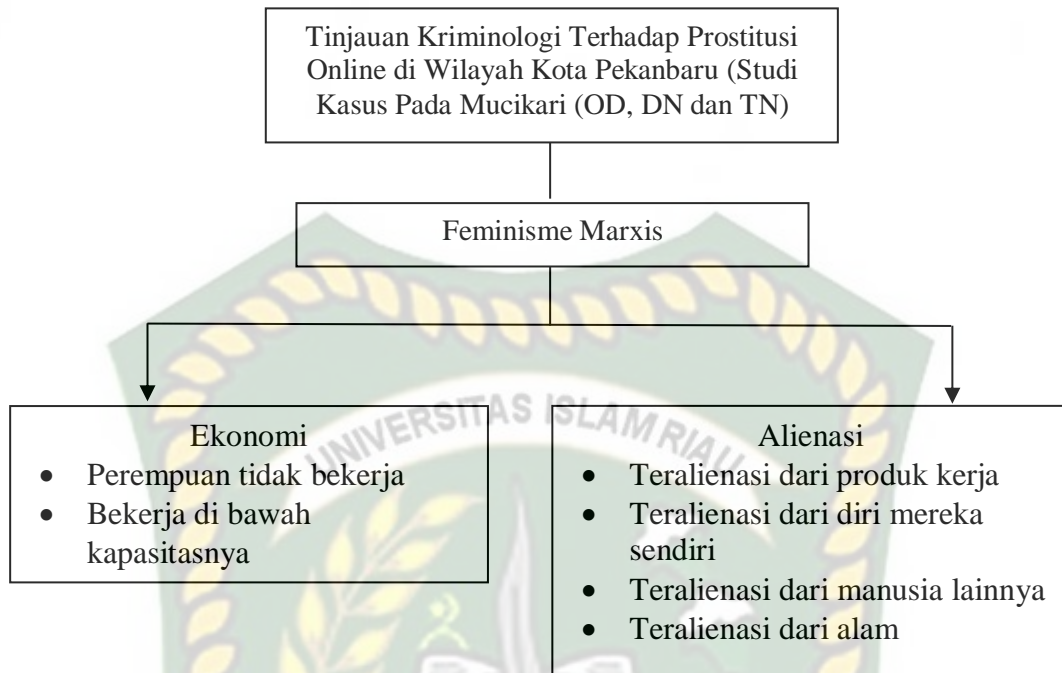 Tinjauan Kriminologi Terhadap Prostitusi
Online di Wilayah Kota Pekanbaru (Studi
Kasus Pada Mucikari (OD, DN dan TN)
Feminisme Marxis
UNIVERSITAS ISLAM RIAU
Ekonomi
• Perempuan tidak bekerja
• Bekerja di bawah
kapasitasnya
Alienasi
• Teralienasi dari produk kerja
• Teralienasi dari diri mereka
sendiri
• Teralienasi dari manusia lainnya
• Teralienasi dari alam